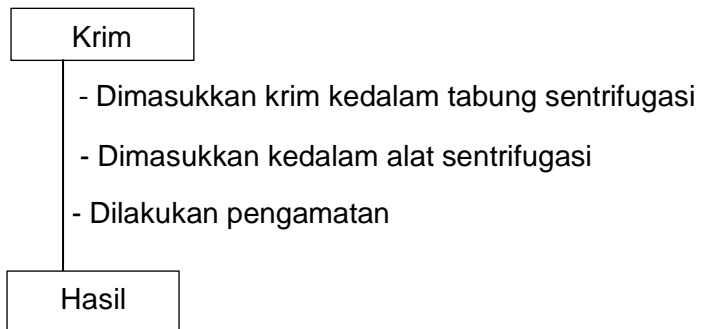 Krim
- Dimasukkan krim kedalam tabung sentrifugasi
- Dimasukkan kedalam alat sentrifugasi
- Dilakukan pengamatan
Hasil